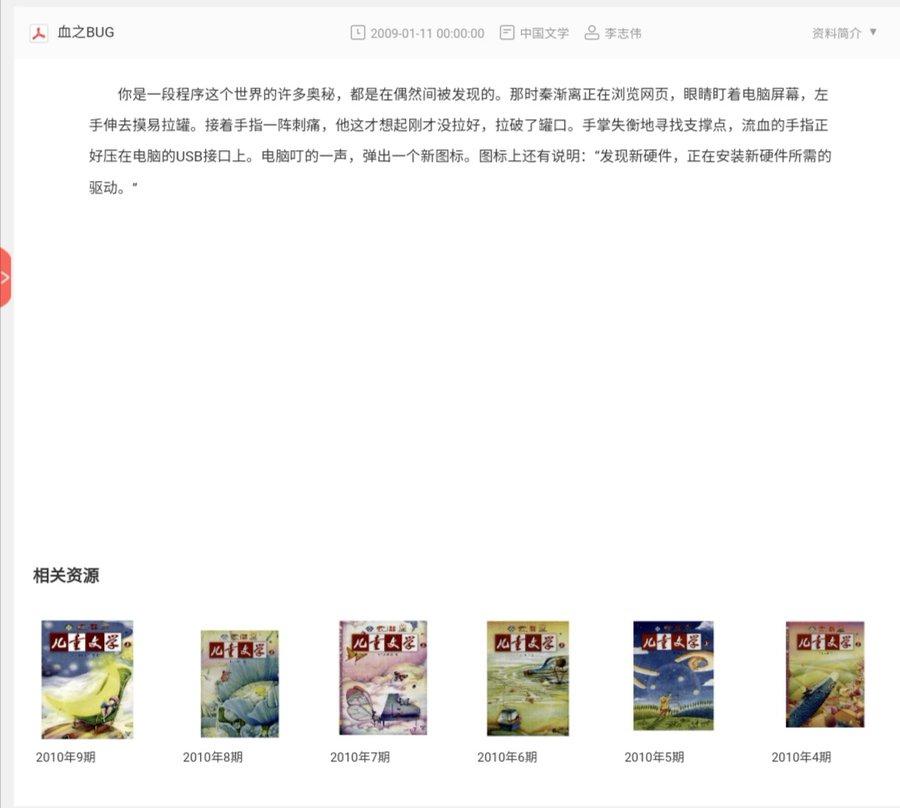 血之BUG
2009-01-11 00:00:00
中国文学
李志伟
资料简介 ▼
你是一段程序这个世界的许多奥秘，都是在偶然间被发现的。那时秦渐离正在浏览网页，眼睛盯着电脑屏幕，左
手伸去摸易拉罐。接着手指一阵刺痛，他这才想起刚才没拉好，拉破了罐口。手掌失衡地寻找支撑点，流血的手指正
好压在电脑的USB接口上。电脑叮的一声，弹出一个新图标。图标上还有说明：“发现新硬件，正在安装新硬件所需的
驱动。”
相关资源
儿童文学
儿童文学
儿童文学
儿童文学
儿童文学
儿童文学
2010年9期
2010年8期
2010年7期
2010年6期
2010年5期
2010年4期